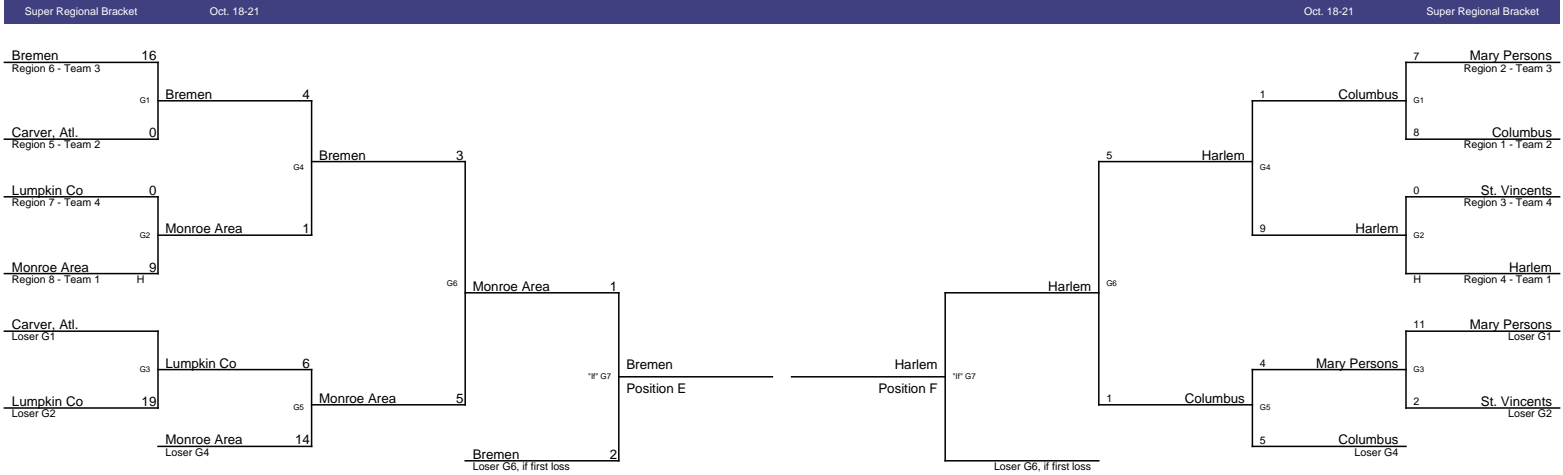 Super Regional Bracket Oct. 18-21 Oct. 18-21 Super Regional Bracket
Bremen 16
Region 6 - Team 3
G1
Bremen 4
Carver, Atl. 0
Region 5 - Team 2
G4
Bremen 3
Lumpkin Co 0
Region 7 - Team 4
G2
Monroe Area 1
Monroe Area 9
Region 8 - Team 1 H
G6
Monroe Area 1
Carver, Atl.
Loser G1
G3
Lumpkin Co 6
Lumpkin Co 19
Loser G2
G5
Monroe Area 5
Monroe Area 14
Loser G4
"If" G7
Bremen
Position E
Bremen 2
Loser G6, if first loss
7 Mary Persons
Region 2 - Team 3
1 Columbus
G1
8 Columbus
Region 1 - Team 2
5 Harlem
G4
0 St. Vincents
Region 3 - Team 4
9 Harlem
G2
Harlem
H Region 4 - Team 1
Harlem
G6
11 Mary Persons
Loser G1
4 Mary Persons
G3
2 St. Vincents
Loser G2
1 Columbus
G5
5 Columbus
Loser G4
Harlem
"If" G7
Position F
Loser G6, if first loss